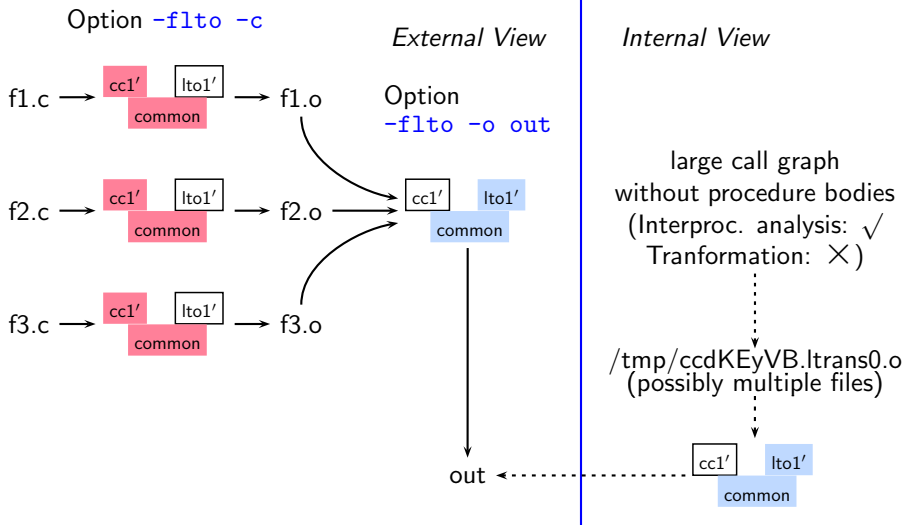 Option -flto -c
External View
Internal View
cc1′
lto1′
f1.c
common
f1.o
Option
-flto -o out
large call graph
without procedure bodies
(Interproc. analysis: √
Tranformation: ×)
cc1′
lto1′
f2.c
common
f2.o
cc1′
lto1′
common
cc1′
lto1′
f3.c
common
f3.o
/tmp/ccdKEyVB.ltrans0.o
(possibly multiple files)
out
cc1′
lto1′
common